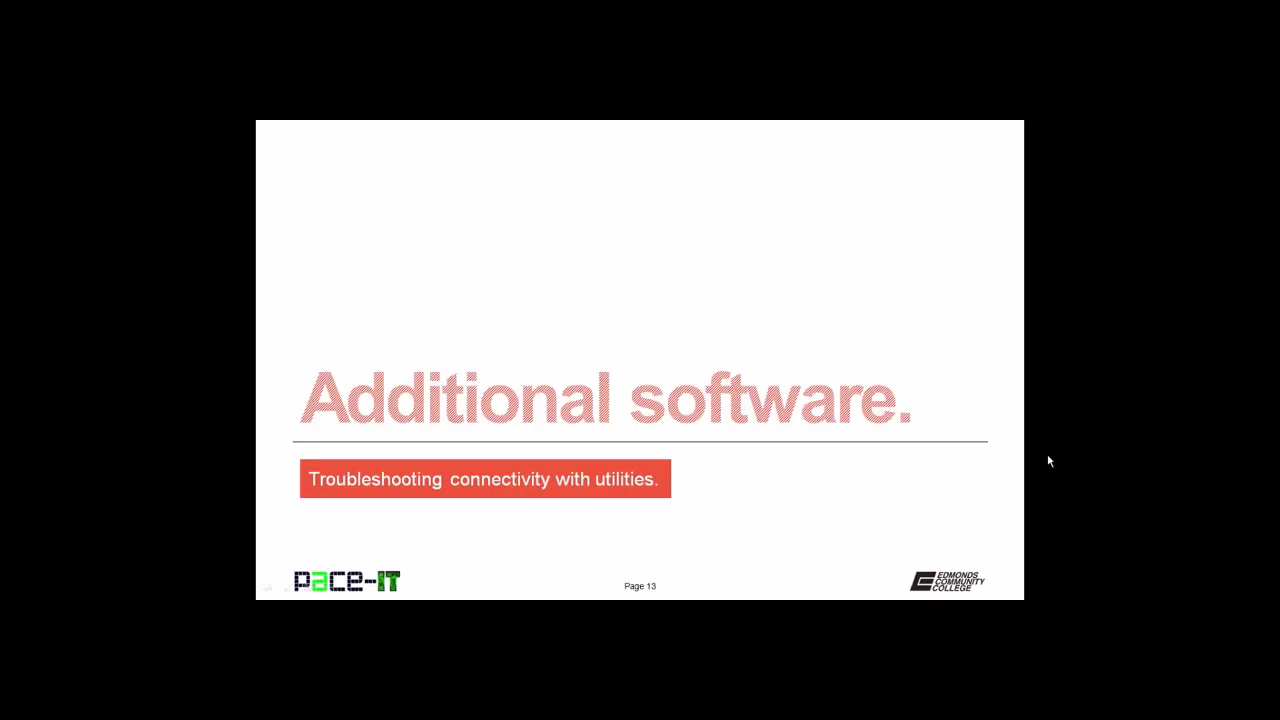 Additional software.
Troubleshooting connectivity with utilities.
pace-IT
Page 13
EDMONDS
COMMUNITY
COLLEGE